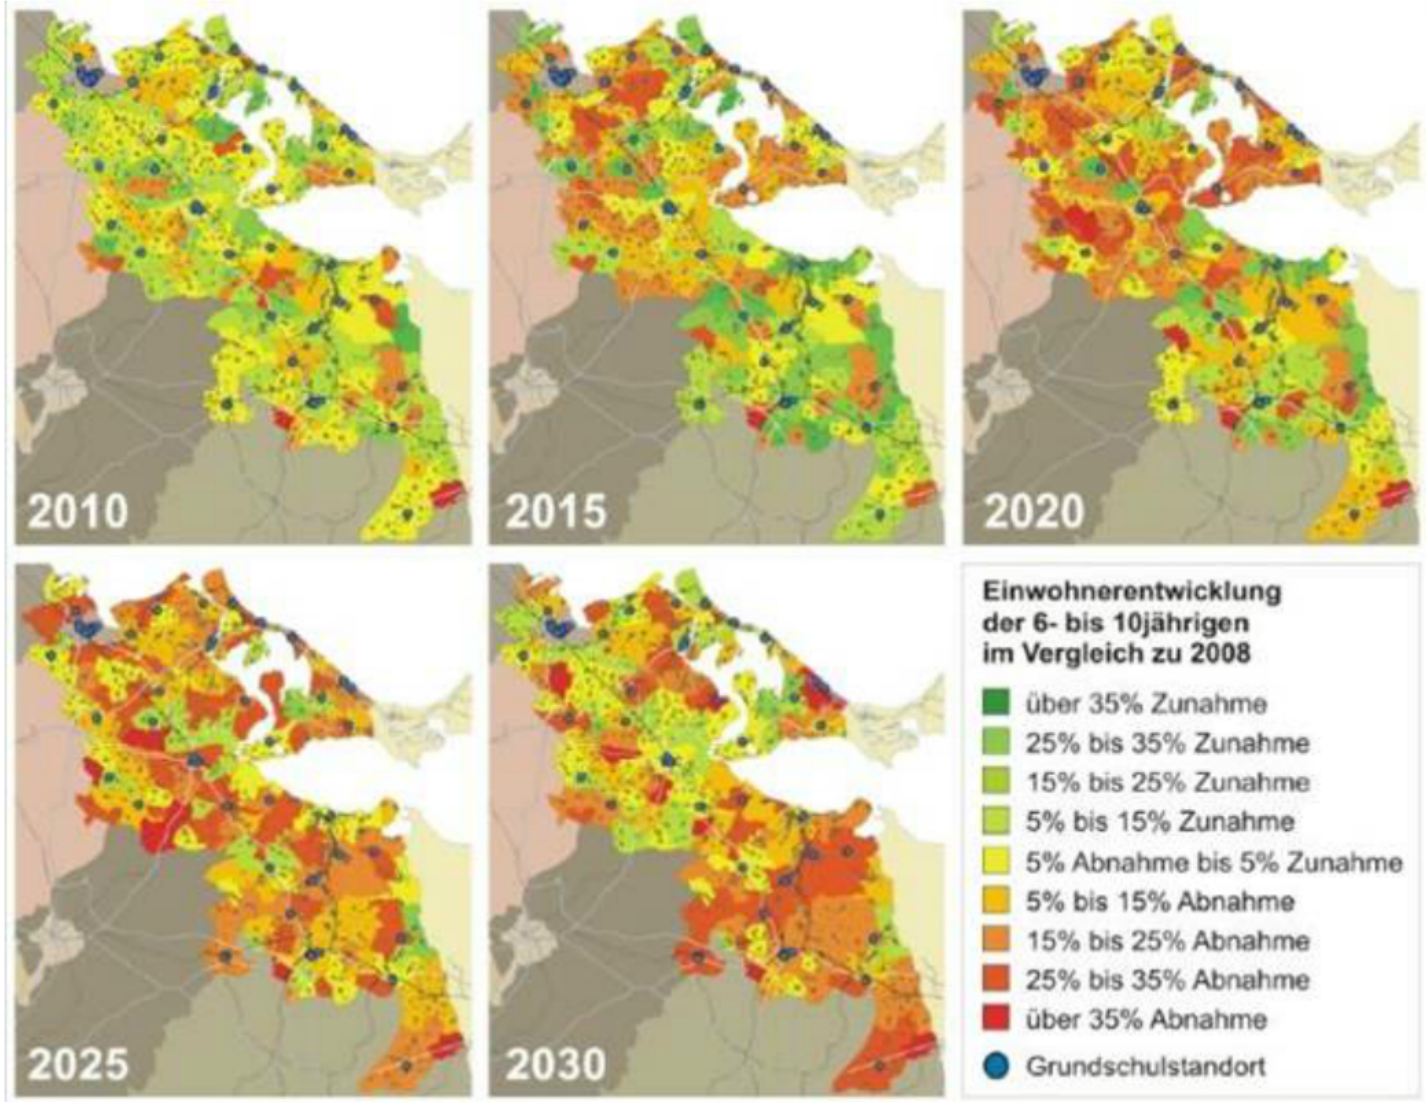 2010
2015
2020
2025
2030
Einwohnerentwicklung
der 6- bis 10jährigen
im Vergleich zu 2008
über 35% Zunahme
25% bis 35% Zunahme
15% bis 25% Zunahme
5% bis 15% Zunahme
5% Abnahme bis 5% Zunahme
5% bis 15% Abnahme
15% bis 25% Abnahme
25% bis 35% Abnahme
über 35% Abnahme
Grundschulstandort